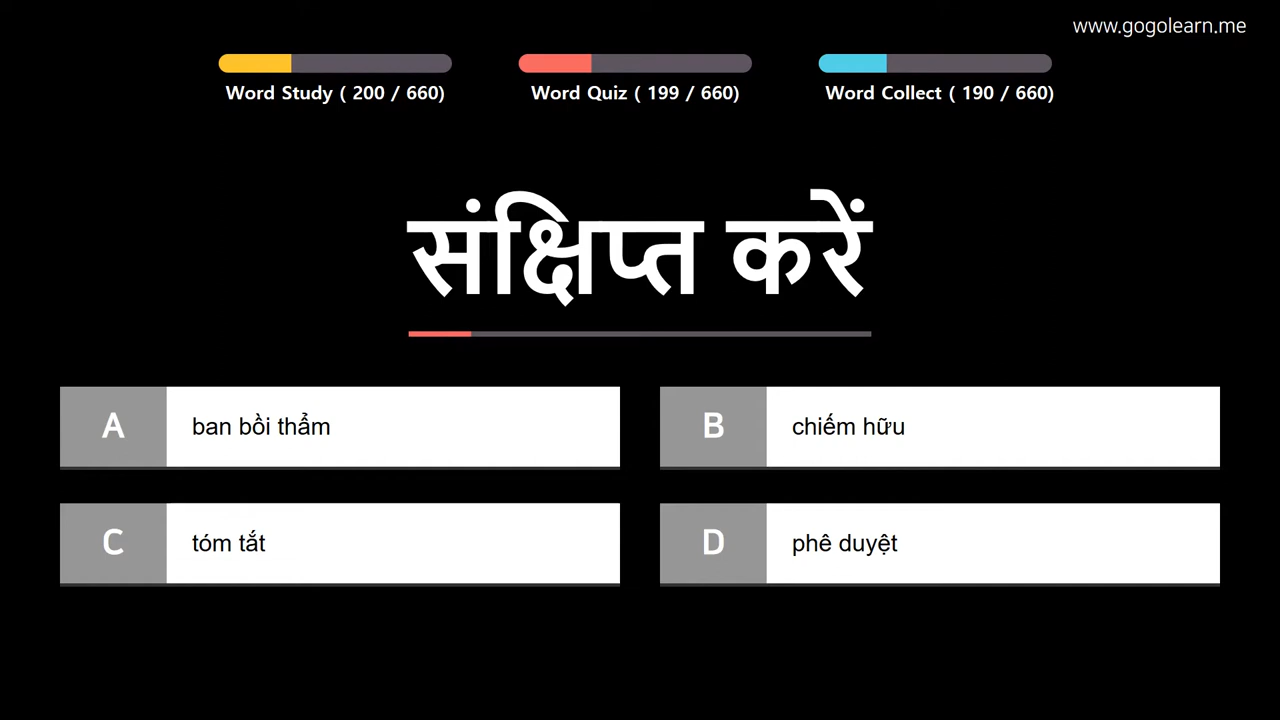 www.gogolearn.me
Word Study ( 200 / 660)
Word Quiz ( 199 / 660)
Word Collect ( 190 / 660)
संक्षिप्त करें
A ban bồi thẩm
B chiếm hữu
C tóm tắt
D phê duyệt